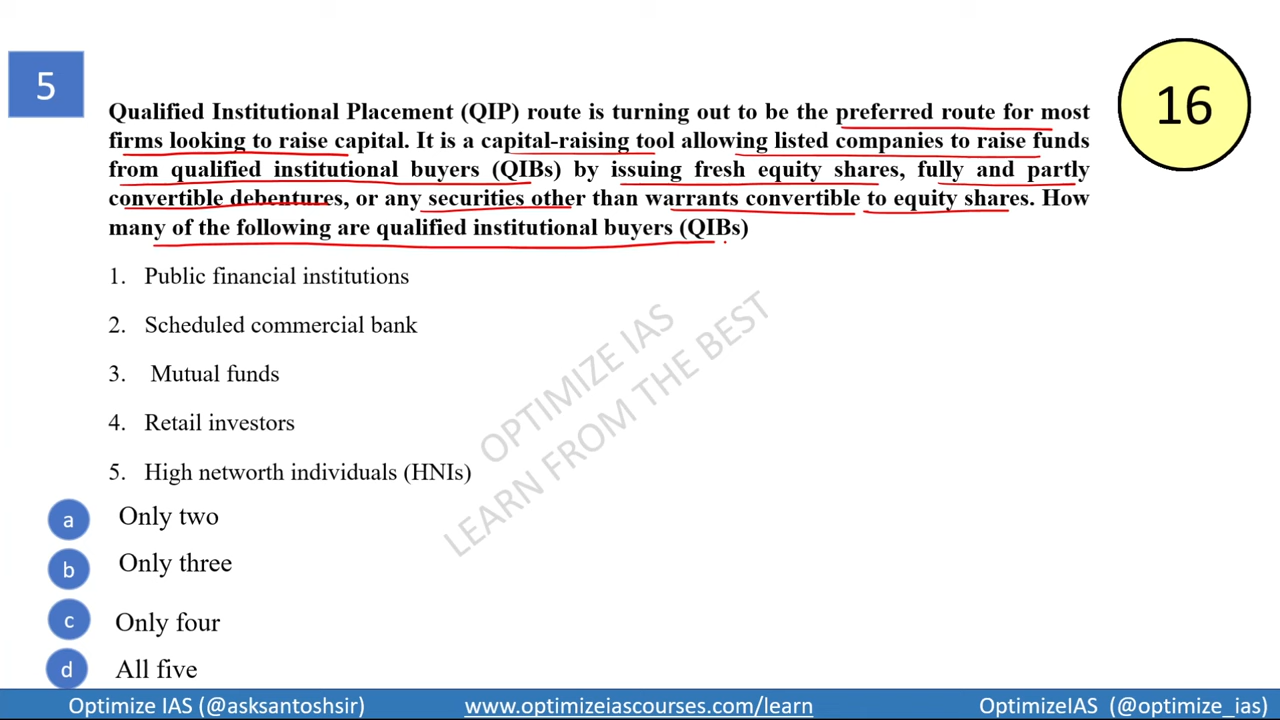 5
16
Qualified Institutional Placement (QIP) route is turning out to be the preferred route for most
firms looking to raise capital. It is a capital-raising tool allowing listed companies to raise funds
from qualified institutional buyers (QIBs) by issuing fresh equity shares, fully and partly
convertible debentures, or any securities other than warrants convertible to equity shares. How
many of the following are qualified institutional buyers (QIBs)
1. Public financial institutions
2. Scheduled commercial bank
3. Mutual funds
4. Retail investors
5. High networth individuals (HNIs)
a Only two
b Only three
c Only four
d All five
OPTIMIZE IAS
LEARN FROM THE BEST
Optimize IAS (@asksantoshsir) www.optimizeiascourses.com/learn OptimizeIAS (@optimize_ias)